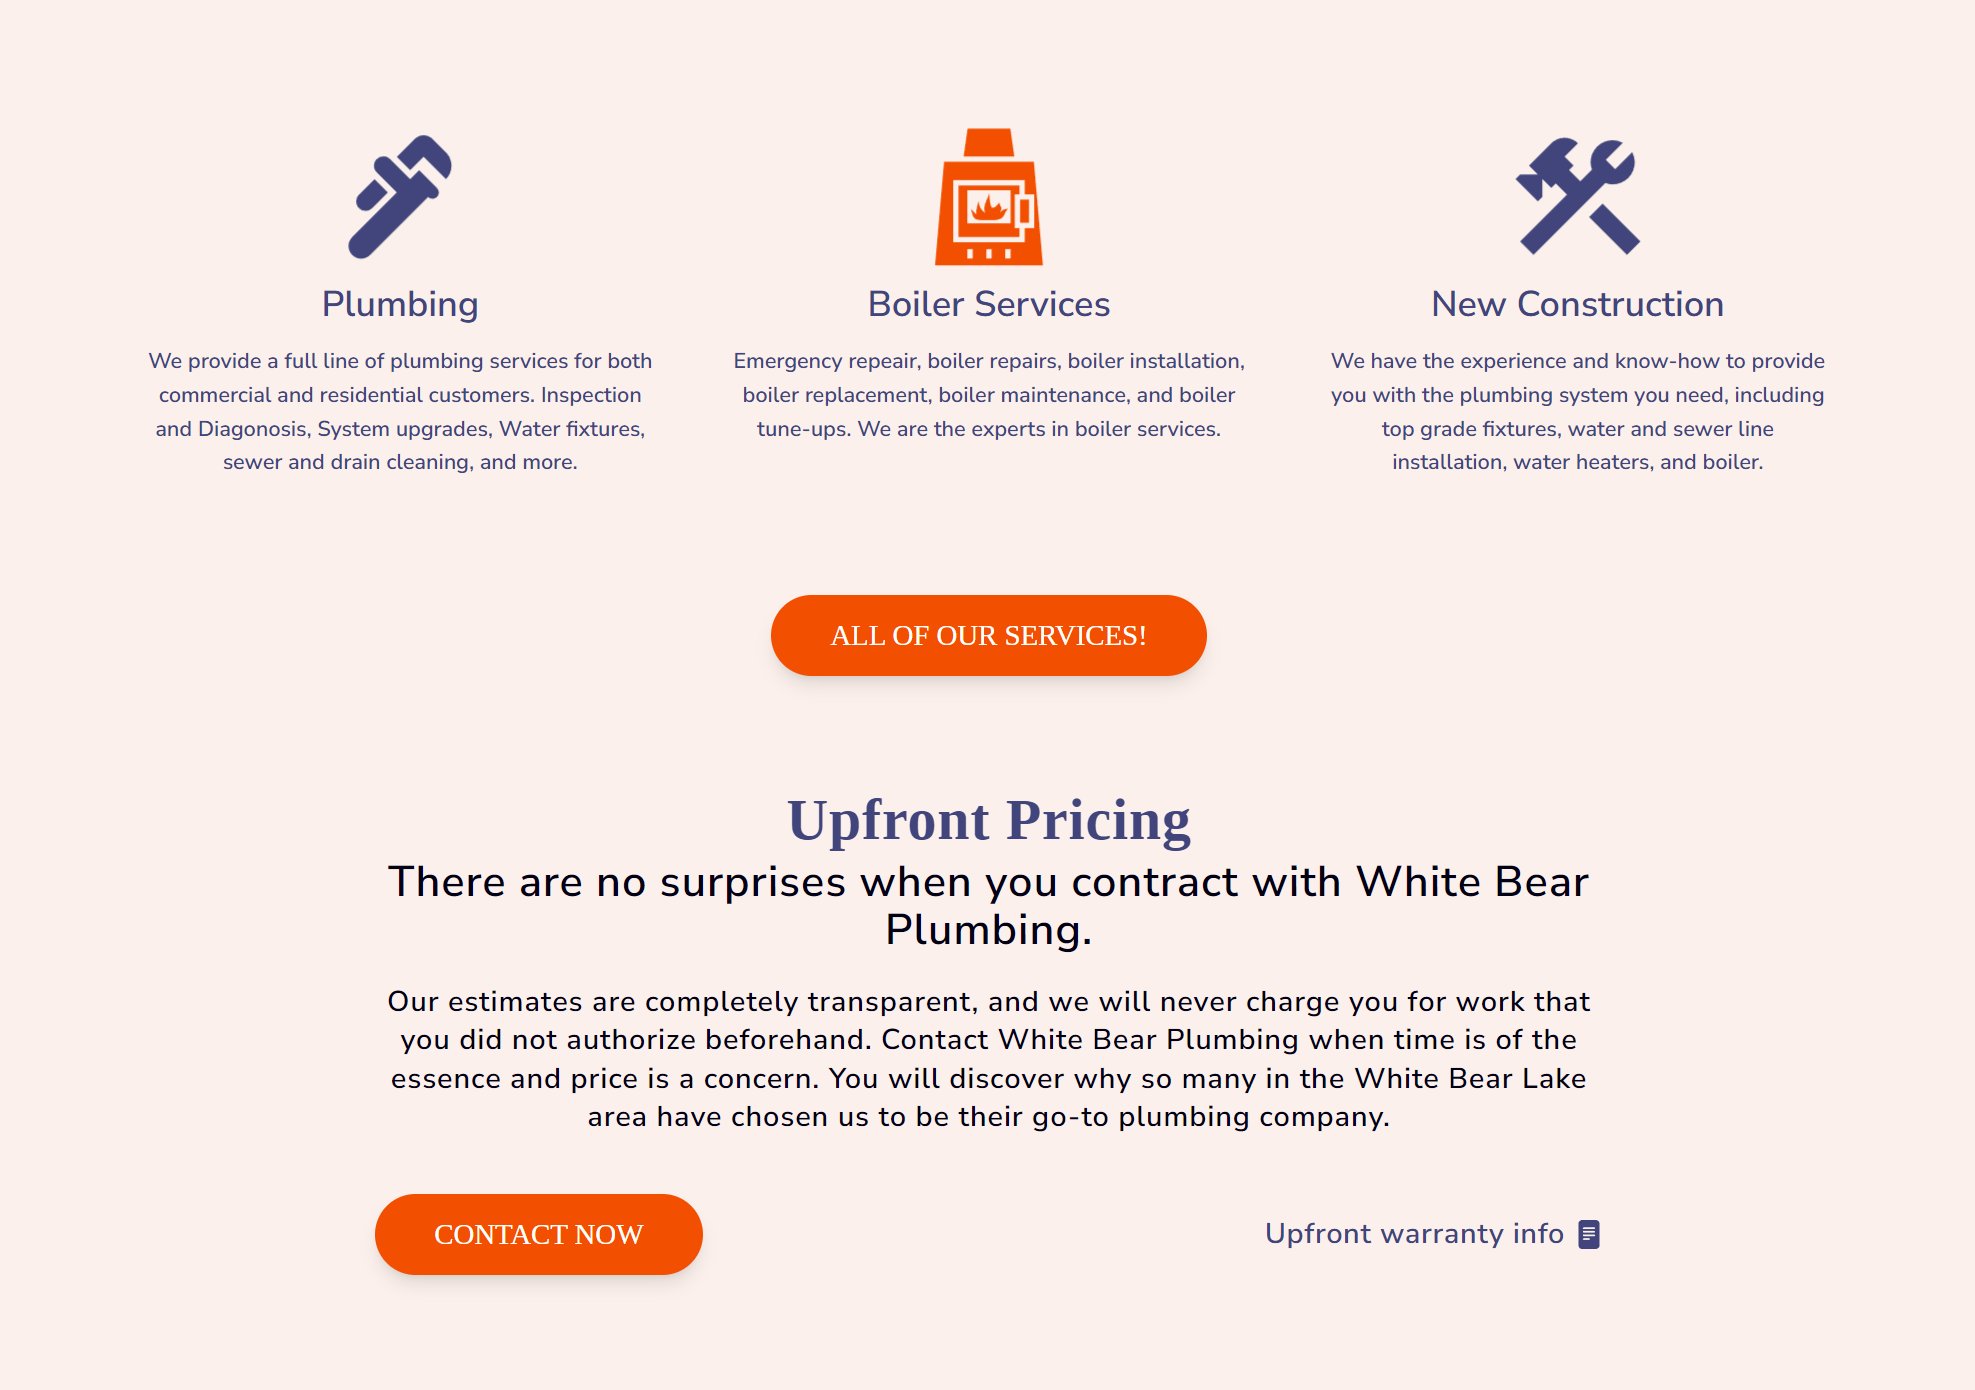 Plumbing
We provide a full line of plumbing services for both
commercial and residential customers. Inspection
and Diagonosis, System upgrades, Water fixtures,
sewer and drain cleaning, and more.
Boiler Services
Emergency repeair, boiler repairs, boiler installation,
boiler replacement, boiler maintenance, and boiler
tune-ups. We are the experts in boiler services.
New Construction
We have the experience and know-how to provide
you with the plumbing system you need, including
top grade fixtures, water and sewer line
installation, water heaters, and boiler.
ALL OF OUR SERVICES!
Upfront Pricing
There are no surprises when you contract with White Bear
Plumbing.
Our estimates are completely transparent, and we will never charge you for work that
you did not authorize beforehand. Contact White Bear Plumbing when time is of the
essence and price is a concern. You will discover why so many in the White Bear Lake
area have chosen us to be their go-to plumbing company.
CONTACT NOW
Upfront warranty info